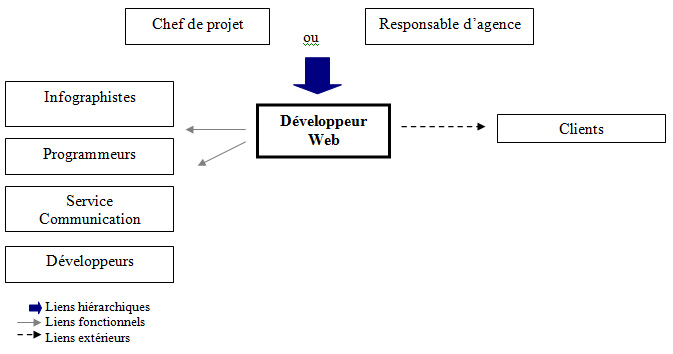 Chef de projet
ou
Responsable d'agence
Infographistes
Développeur
Web
Clients
Programmeurs
Service
Communication
Développeurs
Liens hiérarchiques
Liens fonctionnels
Liens extérieurs